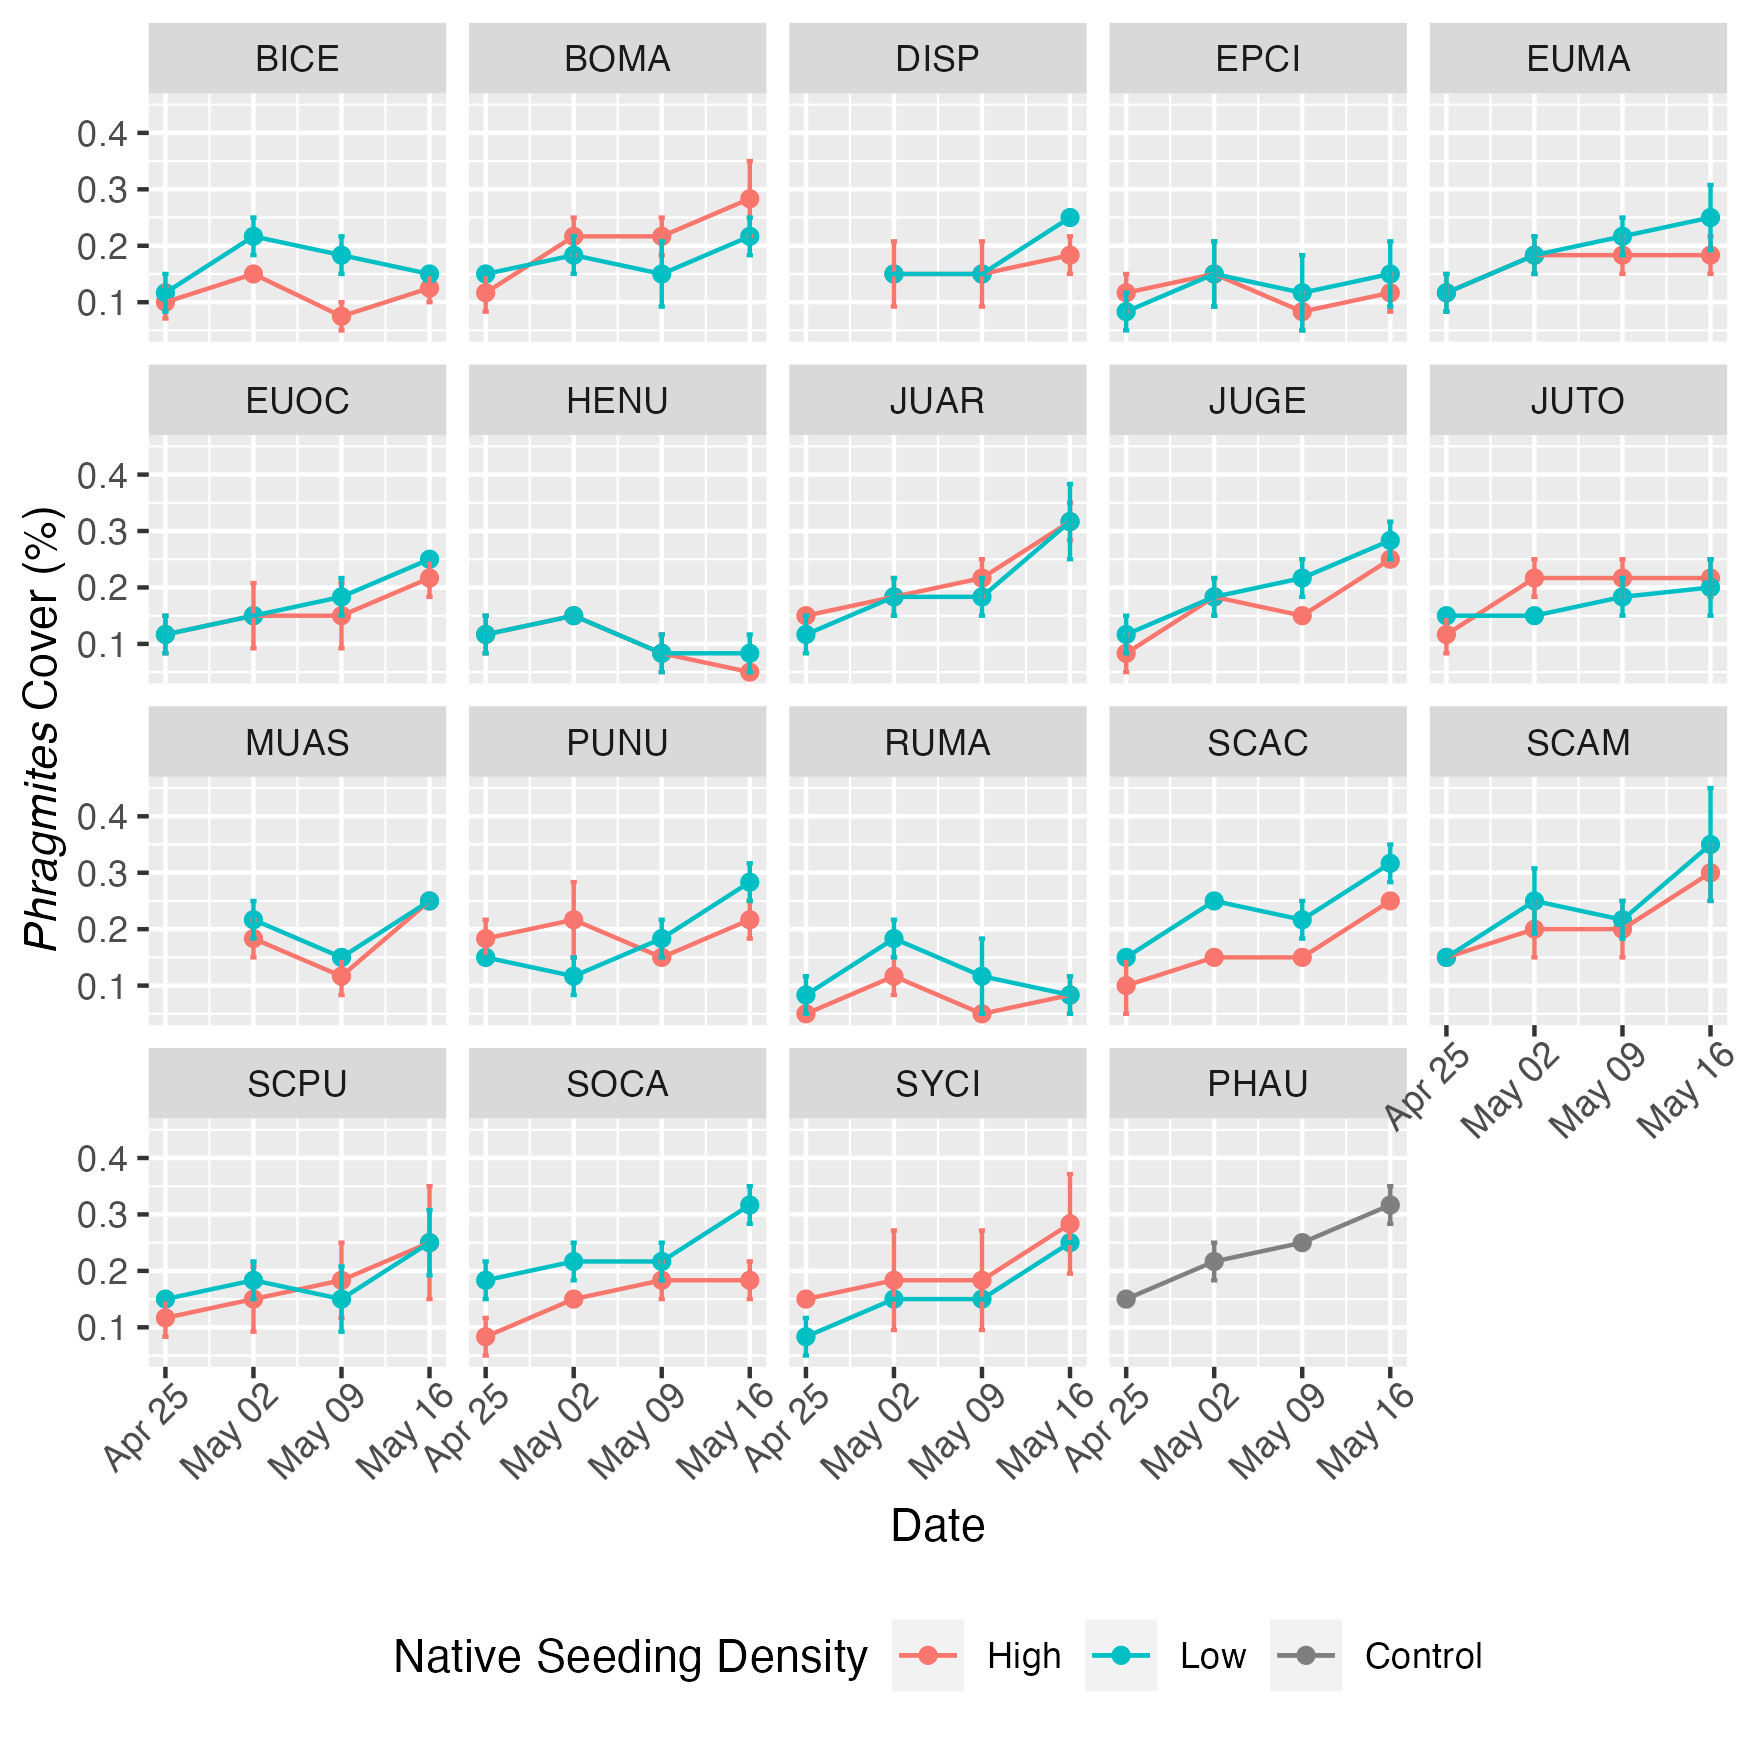 BICE BOMA DISP EPCI EUMA
0.4
0.3
0.2
0.1
EUOC HENU JUAR JUGE JUTO
0.4
0.3
0.2
0.1
MUAS PUNU RUMA SCAC SCAM
0.4
0.3
0.2
0.1
Apr 25 May 02 May 09 May 16
SCPU SOCA SYCI PHAU
0.4
0.3
0.2
0.1
Apr 25 May 02 May 09 May 16 Apr 25 May 02 May 09 May 16 Apr 25 May 02 May 09 May 16 Apr 25 May 02 May 09 May 16
Phragmites Cover (%)
Date
Native Seeding Density High Low Control